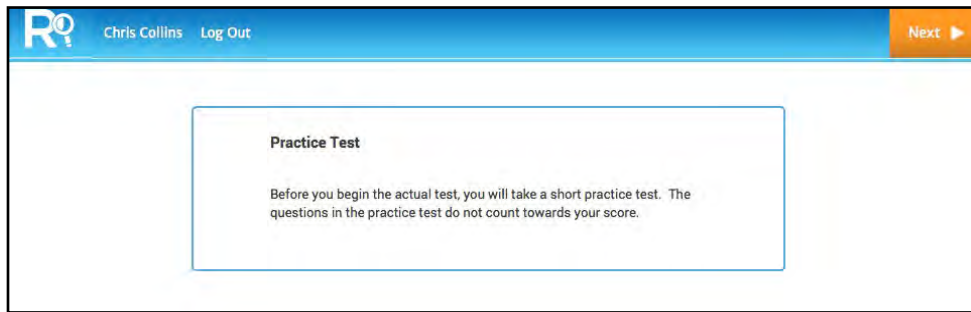 RI Chris Collins Log Out Next
Practice Test
Before you begin the actual test, you will take a short practice test. The
questions in the practice test do not count towards your score.